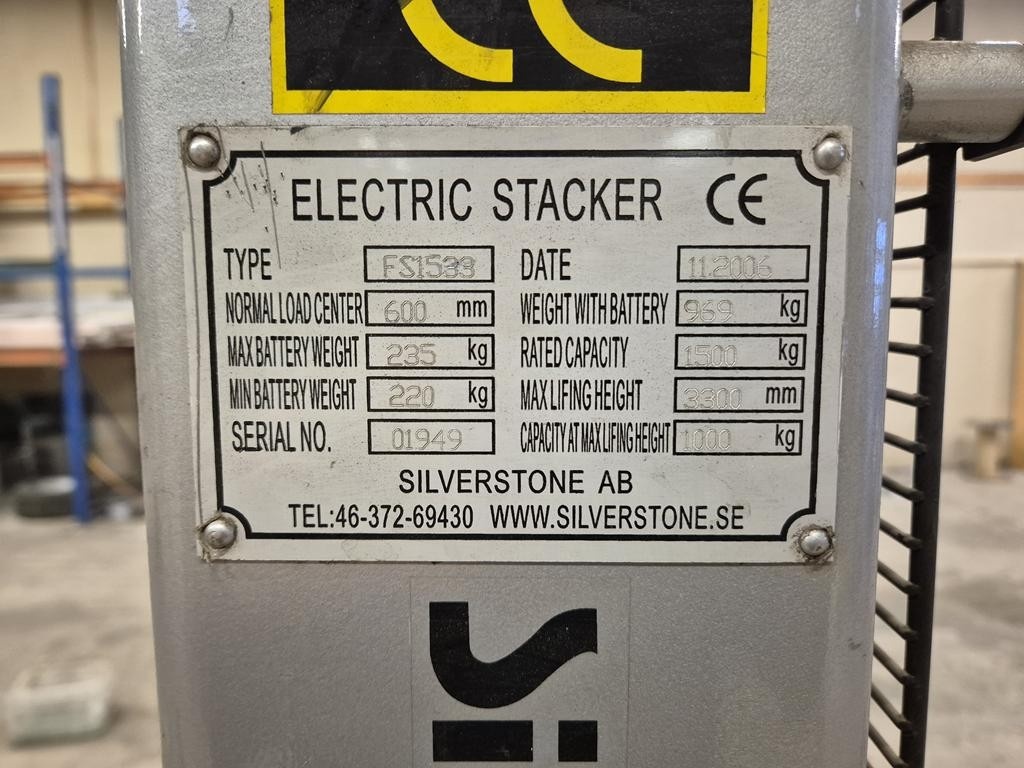 ELECTRIC STACKER CE
TYPE FS1533 DATE 11.2006
NORMAL LOAD CENTER 600 mm WEIGHT WITH BATTERY 969 kg
MAX BATTERY WEIGHT 235 kg RATED CAPACITY 1500 kg
MIN BATTERY WEIGHT 220 kg MAX LIFING HEIGHT 3300 mm
SERIAL NO. 01949 CAPACITY AT MAX LIFING HEIGHT 1000 kg
SILVERSTONE AB
TEL:46-372-69430 WWW.SILVERSTONE.SE